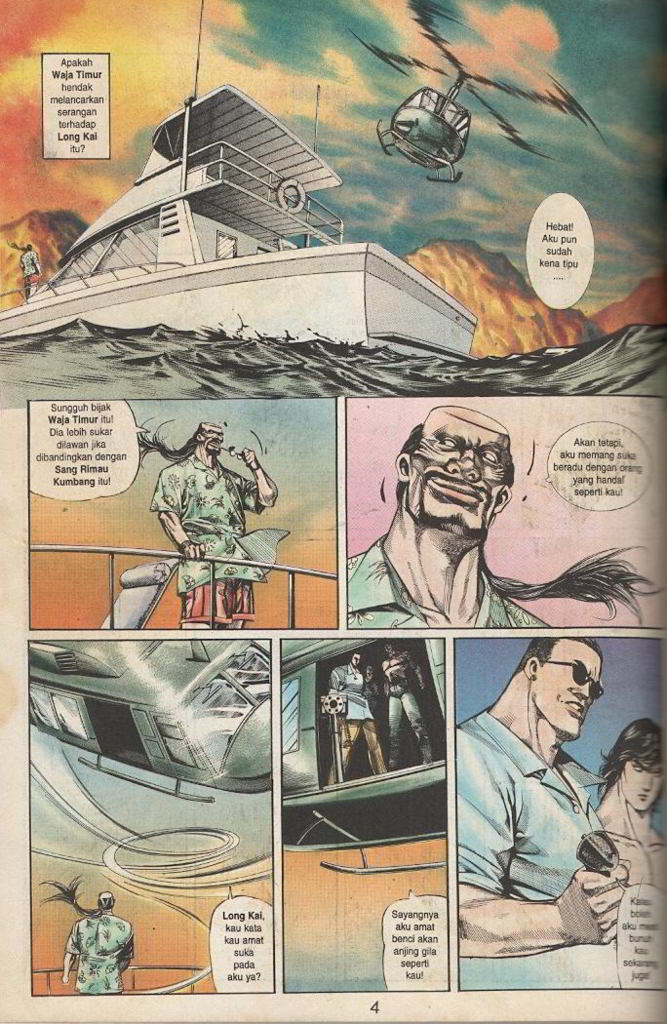 Apakah
Waja Timur
hendak
melancarkan
serangan
terhadap
Long Kai
itu?
Hebat!
Aku pun
sudah
kena tipu
....
Sungguh bijak
Waja Timur itu!
Dia lebih sukar
dilawan jika
dibandingkan dengan
Sang Rimau
Kumbang itu!
Akan tetapi,
aku memang suka
beradu dengan orang
yang handal
seperti kau!
Long Kai,
kau kata
kau amat
suka
pada
aku ya?
Sayangnya
aku amat
benci akan
anjing gila
seperti
kau!
Kalau
boleh
aku
bunuh
kau
sekarang
juga!
4